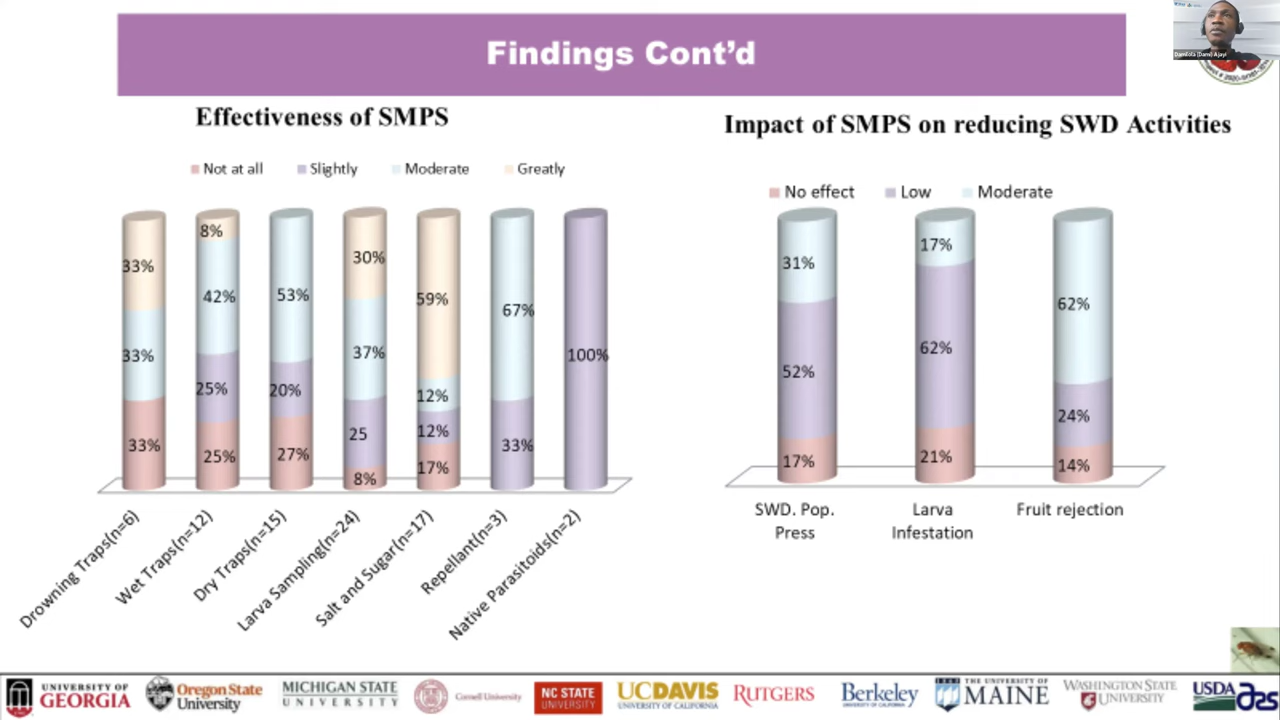 Findings Cont’d
Damilola (Dami) Ajayi
Effectiveness of SMPS
Not at all
Slightly
Moderate
Greatly
33%
33%
33%
8%
42%
25%
25%
53%
20%
27%
30%
37%
25
8%
59%
12%
12%
17%
67%
33%
100%
Drowning Traps(n=6)
Wet Traps(n=12)
Dry Traps(n=15)
Larva Sampling(n=24)
Salt and Sugar(n=17)
Repellant(n=3)
Native Parasitoids(n=2)
Impact of SMPS on reducing SWD Activities
No effect
Low
Moderate
31%
52%
17%
17%
62%
21%
62%
24%
14%
SWD. Pop.
Press
Larva
Infestation
Fruit rejection
UNIVERSITY OF
GEORGIA
Oregon State
University
MICHIGAN STATE
UNIVERSITY
Cornell University
NC STATE
UNIVERSITY
UCDAVIS
UNIVERSITY OF CALIFORNIA
RUTGERS
Berkeley
UNIVERSITY OF CALIFORNIA
THE UNIVERSITY OF
MAINE
WASHINGTON STATE
UNIVERSITY
USDA
ars